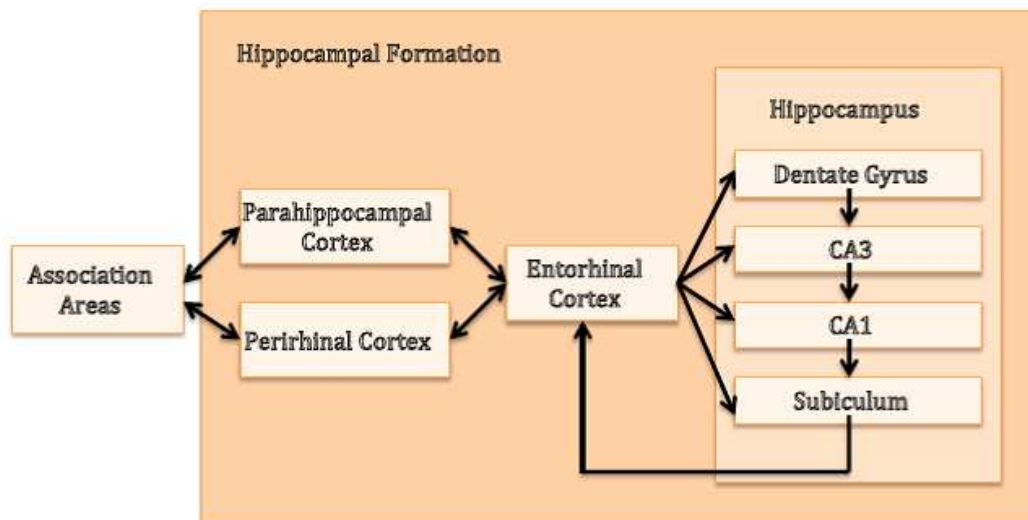 Hippocampal Formation
Hippocampus
Dentate Gyrus
Parahippocampal
Cortex
CA3
Association
Areas
Entorhinal
Cortex
CA1
Perirhinal Cortex
Subiculum